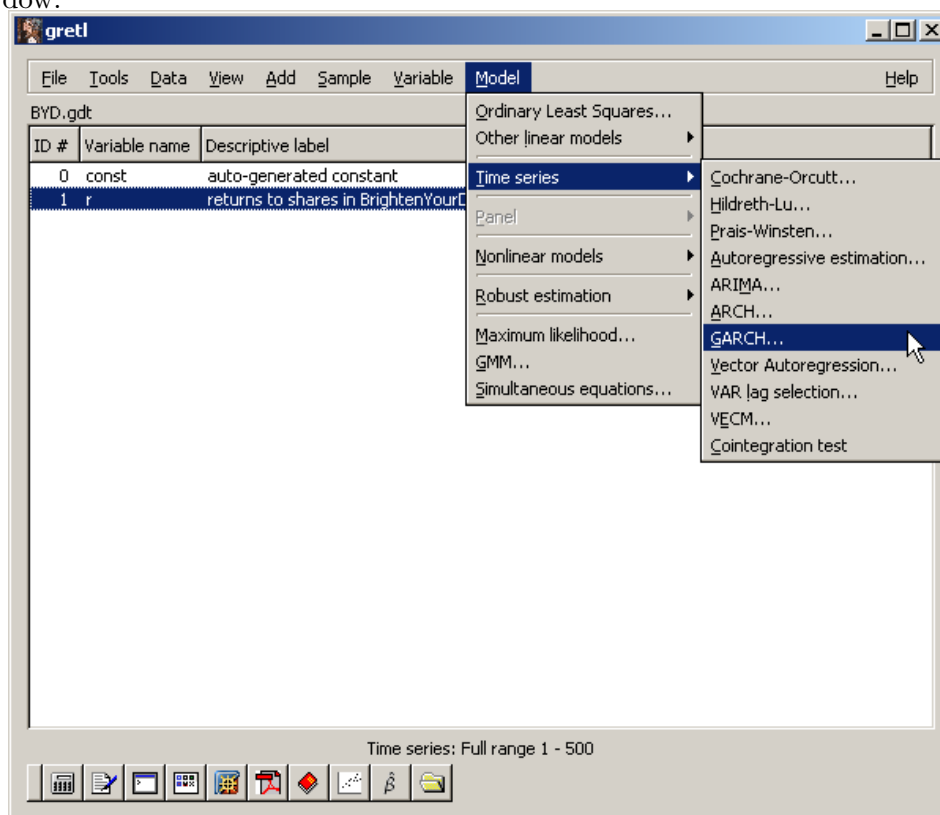 dow.
gretl
File Tools Data View Add Sample Variable Model Help
BYD.gdt
ID # Variable name Descriptive label
0 const auto-generated constant
1 r returns to shares in BrightenYourD
Ordinary Least Squares...
Other linear models
Time series
Panel
Nonlinear models
Robust estimation
Maximum likelihood...
GMM...
Simultaneous equations...
Cochrane-Orcutt...
Hildreth-Lu...
Prais-Winsten...
Autoregressive estimation...
ARIMA...
ARCH...
GARCH...
Vector Autoregression...
VAR lag selection...
VECM...
Cointegration test
Time series: Full range 1 - 500
β̂